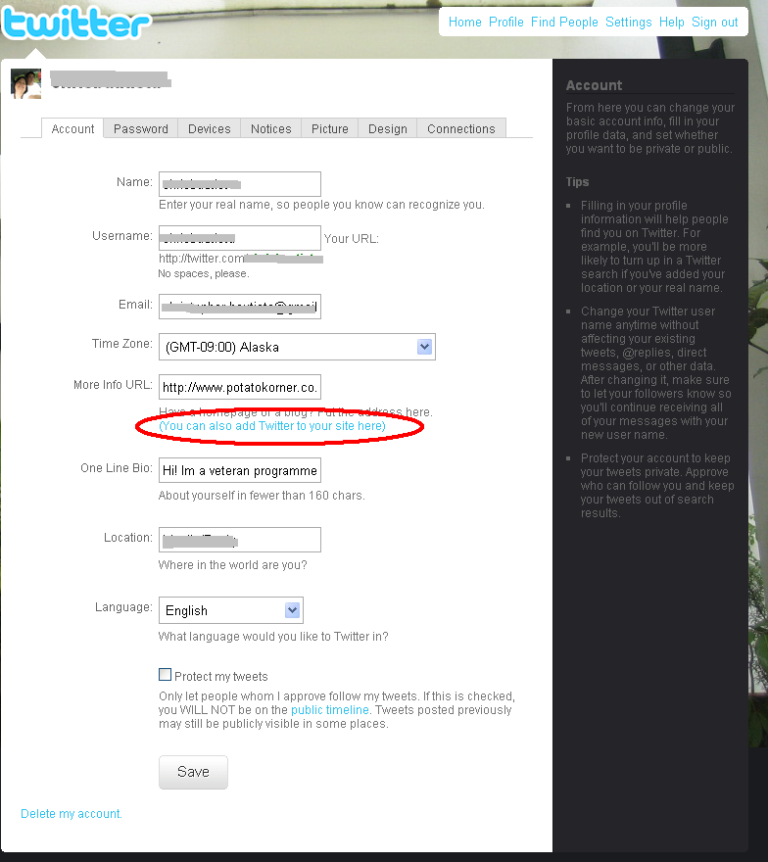 twitter
Home Profile Find People Settings Help Sign out
Account Password Devices Notices Picture Design Connections
Name:
Enter your real name, so people you know can recognize you.
Username: Your URL:
http://twitter.com
No spaces, please.
Email:
Time Zone: (GMT-09:00) Alaska
More Info URL: http://www.potatokorner.co.
Have a homepage or a blog? Put the address here.
(You can also add Twitter to your site here)
One Line Bio: Hi! Im a veteran programme
About yourself in fewer than 160 chars.
Location:
Where in the world are you?
Language: English
What language would you like to Twitter in?
Protect my tweets
Only let people whom I approve follow my tweets. If this is checked,
you WILL NOT be on the public timeline. Tweets posted previously
may still be publicly visible in some places.
Save
Delete my account.
Account
From here you can change your
basic account info, fill in your
profile data, and set whether
you want to be private or public.
Tips
Filling in your profile
information will help people
find you on Twitter. For
example, you'll be more
likely to turn up in a Twitter
search if you've added your
location or your real name.
Change your Twitter user
name anytime without
affecting your existing
tweets, @replies, direct
messages, or other data.
After changing it, make sure
to let your followers know so
you'll continue receiving all
of your messages with your
new user name.
Protect your account to keep
your tweets private. Approve
who can follow you and keep
your tweets out of search
results.